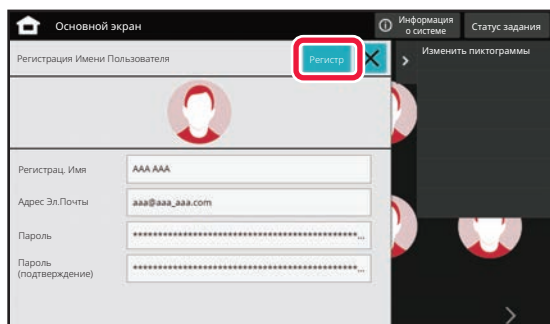 Основной экран
Информация
о системе
Статус задания
Регистрация Имени Пользователя
Регистр
Изменить пиктограммы
Регистрац. Имя
AAA AAA
Адрес Эл.Почты
aaa@aaa_aaa.com
Пароль
Пароль
(подтверждение)